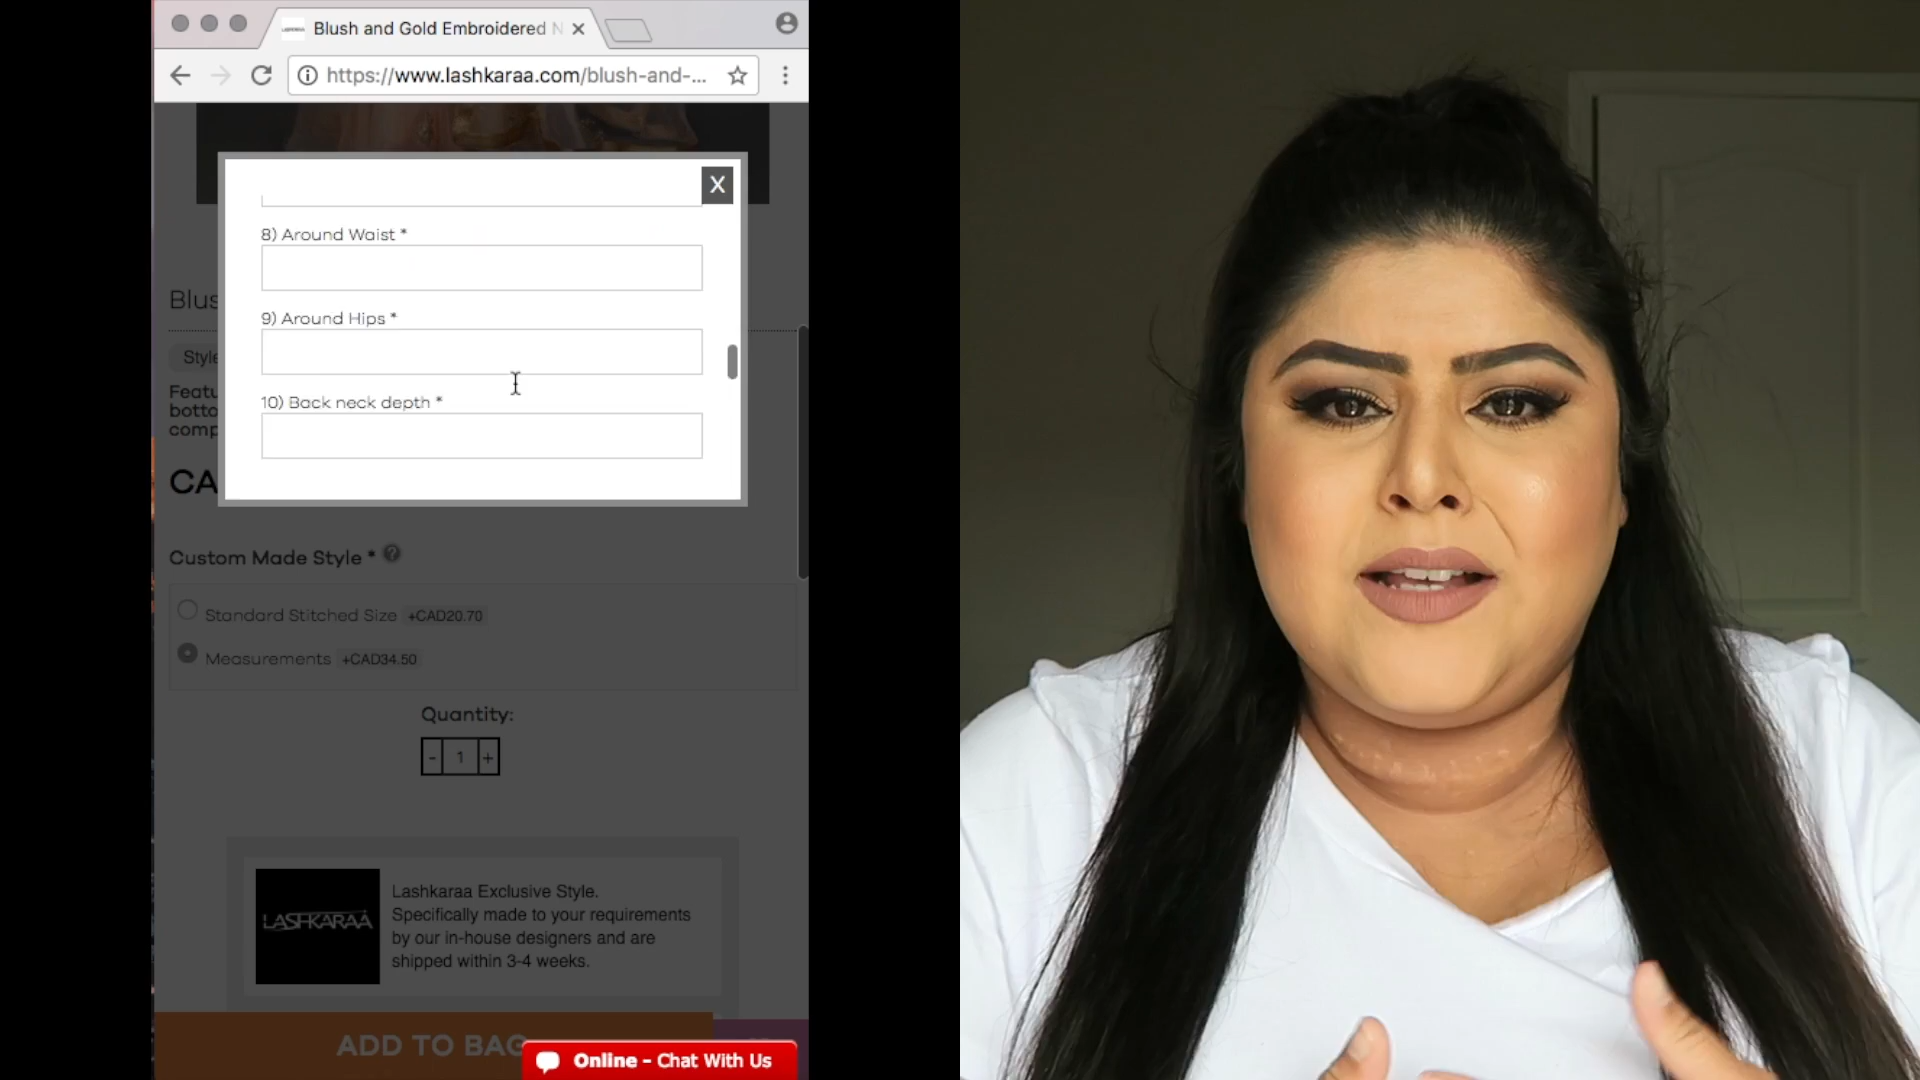 Blush and Gold Embroidered N
https://www.lashkaraa.com/blush-and-...
X
8) Around Waist *
9) Around Hips *
10) Back neck depth *
Blus
Style
Featu
botto
comp
CA
Custom Made Style * ?
Standard Stitched Size +CAD20.70
Measurements +CAD34.50
Quantity:
- 1 +
LASHKARAA
Lashkaraa Exclusive Style.
Specifically made to your requirements
by our in-house designers and are
shipped within 3-4 weeks.
ADD TO BAG
Online - Chat With Us